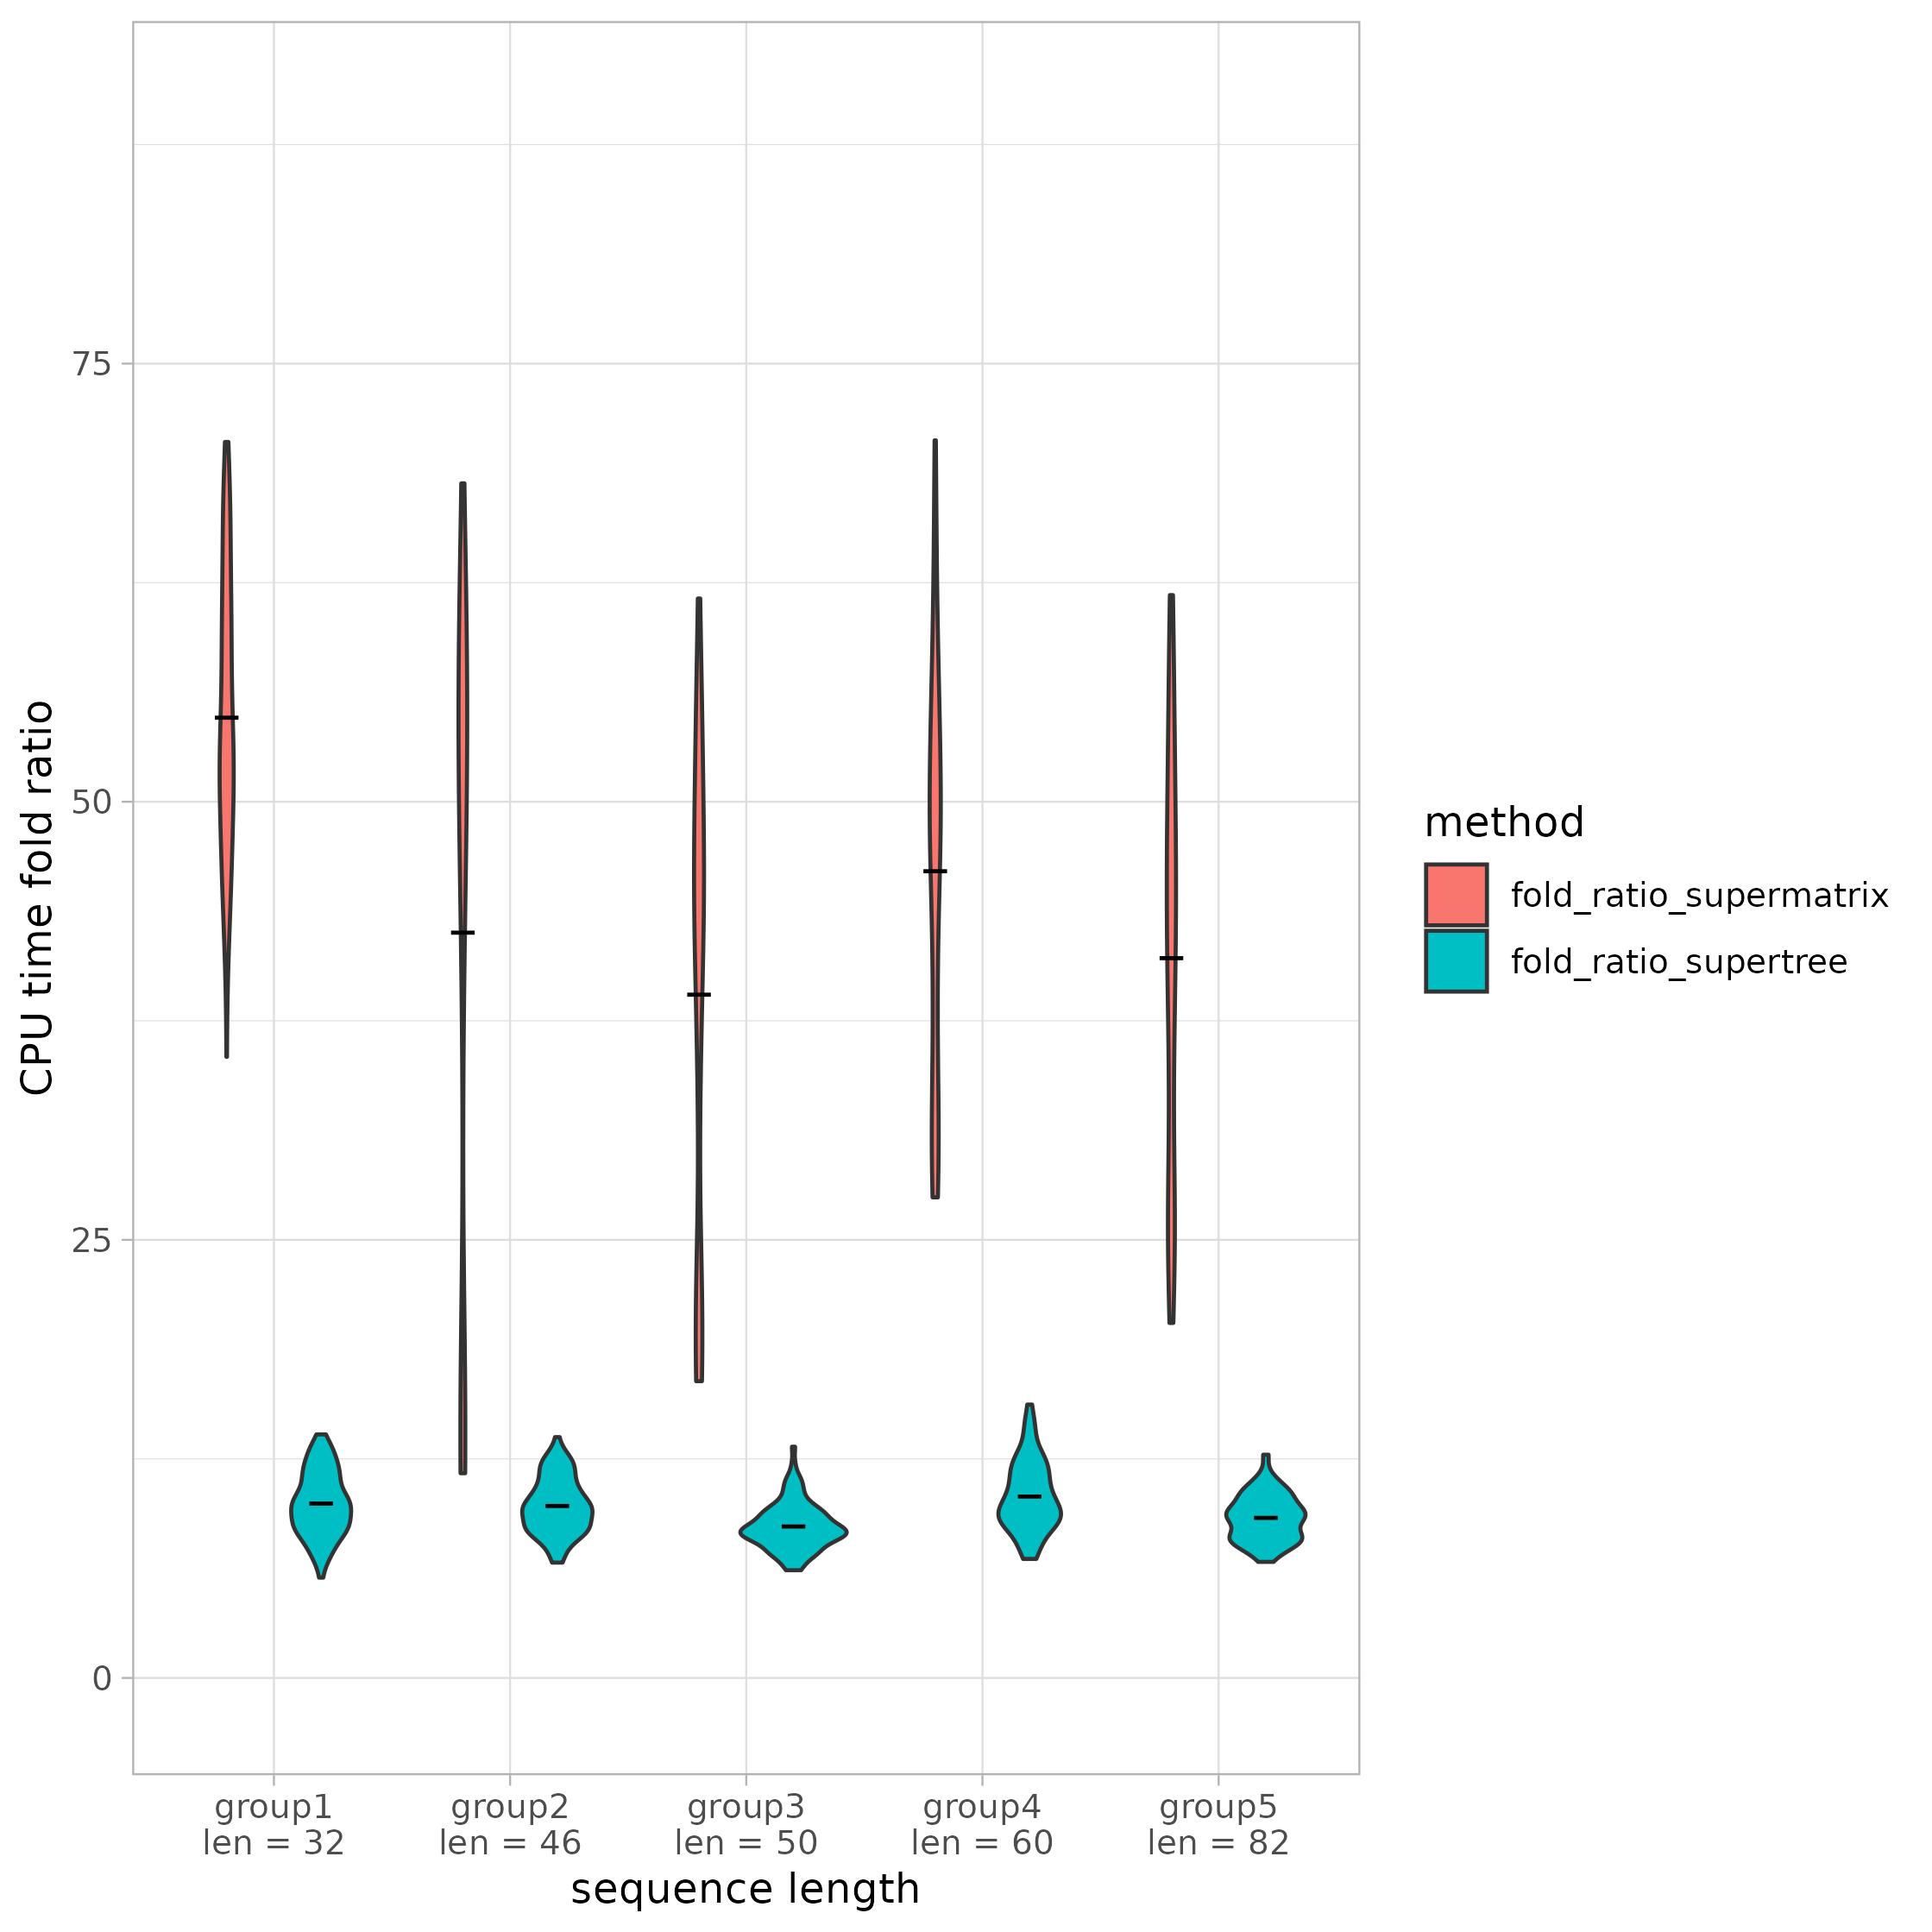 CPU time fold ratio
75
50
25
0
group1
len = 32
group2
len = 46
group3
len = 50
group4
len = 60
group5
len = 82
sequence length
method
fold_ratio_supermatrix
fold_ratio_supertree